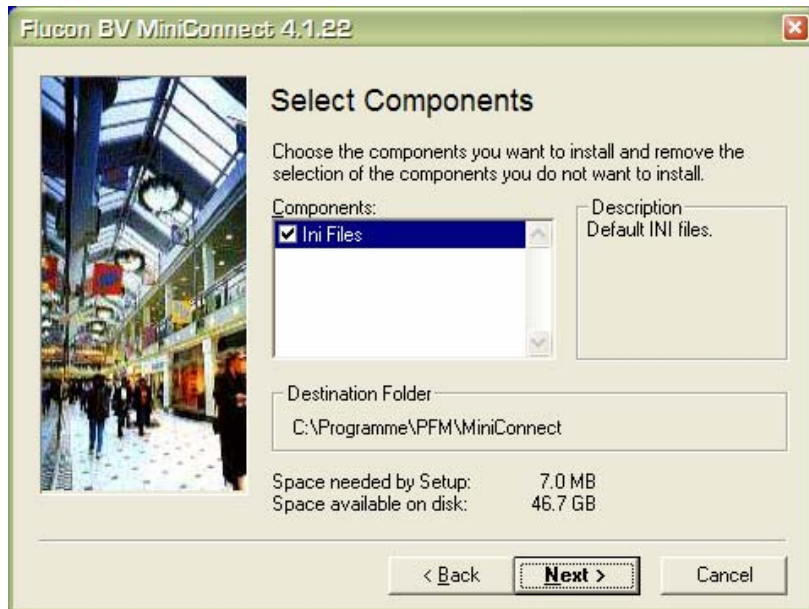 Flucon BV MiniConnect 4.1.22
Select Components
Choose the components you want to install and remove the
selection of the components you do not want to install.
Components:
Ini Files
Description
Default INI files.
Destination Folder
C:\Programme\PFM\MiniConnect
Space needed by Setup: 7.0 MB
Space available on disk: 46.7 GB
< Back Next > Cancel